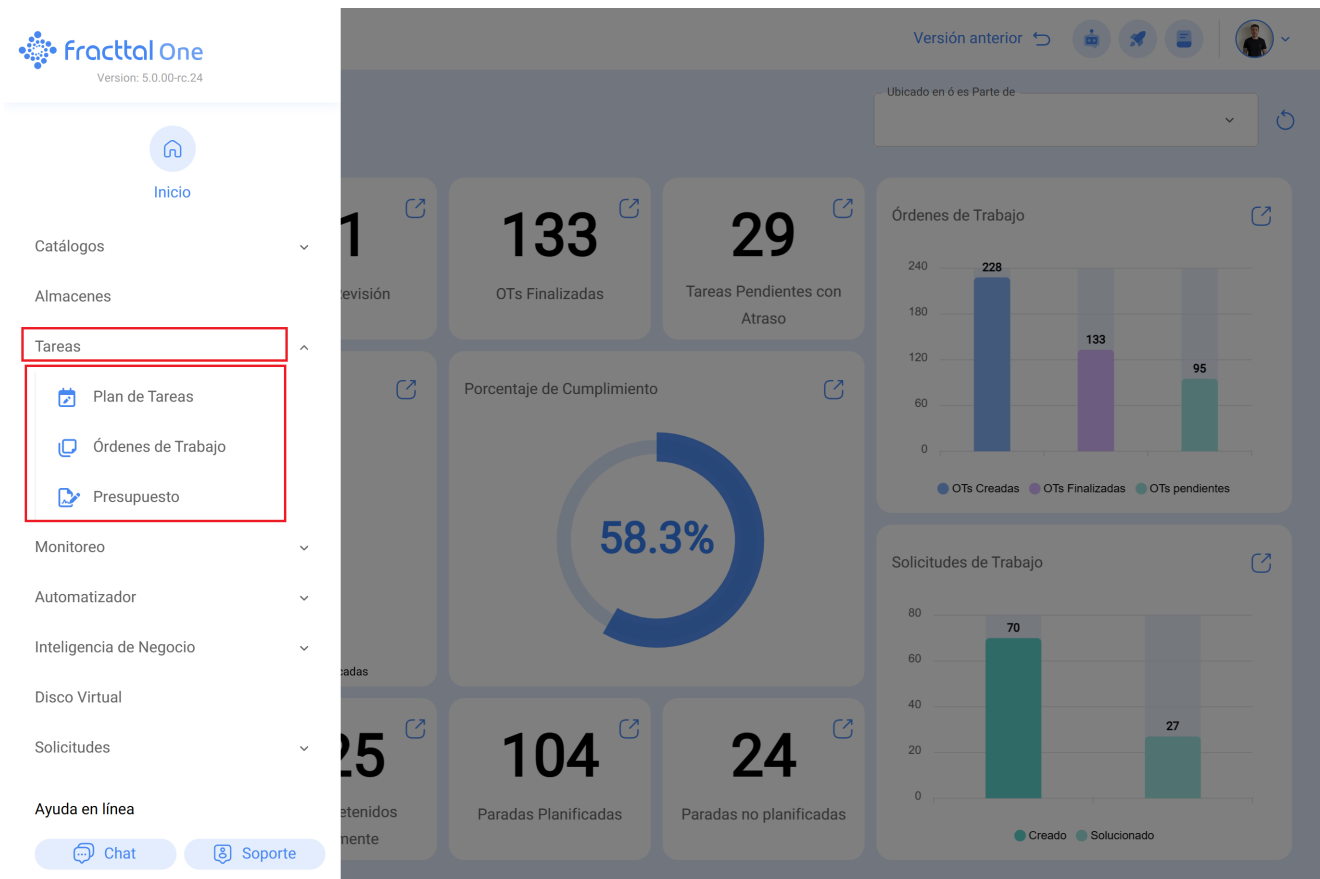 fracttal One
Version: 5.0.00-rc.24
Inicio
Catálogos
Almacenes
Tareas
Plan de Tareas
Órdenes de Trabajo
Presupuesto
Monitoreo
Automatizador
Inteligencia de Negocio
Disco Virtual
Solicitudes
Ayuda en línea
Chat
Soporte
Versión anterior
Ubicado en ó es Parte de
1
133
OTs Finalizadas
29
Tareas Pendientes con
Atraso
Órdenes de Trabajo
240
180
120
60
0
228
133
95
OTs Creadas
OTs Finalizadas
OTs pendientes
Porcentaje de Cumplimiento
58.3%
Solicitudes de Trabajo
80
60
40
20
0
70
27
Creado
Solucionado
25
104
Paradas Planificadas
24
Paradas no planificadas